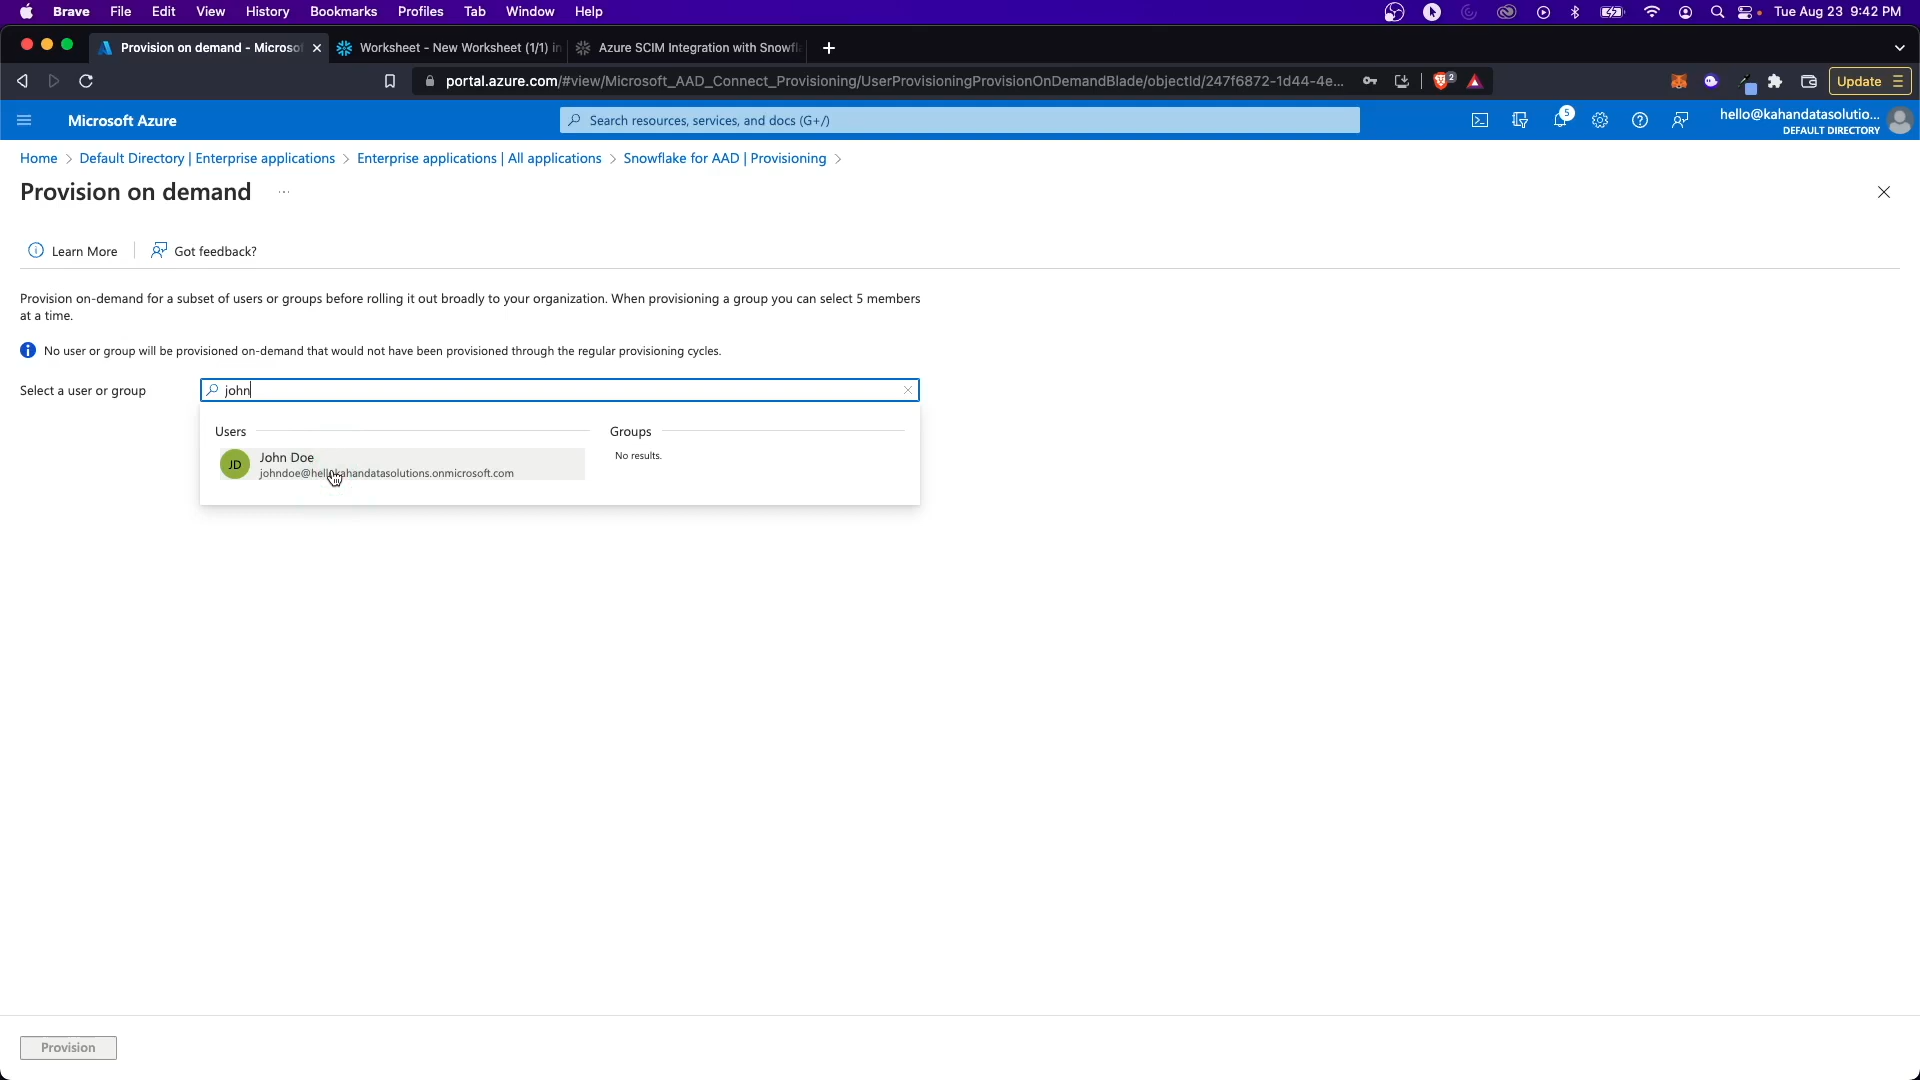 Brave File Edit View History Bookmarks Profiles Tab Window Help Tue Aug 23 9:42 PM
Provision on demand - Microsof Worksheet - New Worksheet (1/1) in Azure SCIM Integration with Snowfl
portal.azure.com/#view/Microsoft_AAD_Connect_Provisioning/UserProvisioningProvisionOnDemandBlade/objectId/247f6872-1d44-4e... 2 Update
Microsoft Azure Search resources, services, and docs (G+/) 5 hello@kahandatasolutio...
DEFAULT DIRECTORY
Home > Default Directory | Enterprise applications > Enterprise applications | All applications > Snowflake for AAD | Provisioning >
Provision on demand ...
Learn More Got feedback?
Provision on-demand for a subset of users or groups before rolling it out broadly to your organization. When provisioning a group you can select 5 members
at a time.
No user or group will be provisioned on-demand that would not have been provisioned through the regular provisioning cycles.
Select a user or group john
Users Groups
JD John Doe No results.
johndoe@hellokahandatasolutions.onmicrosoft.com
Provision